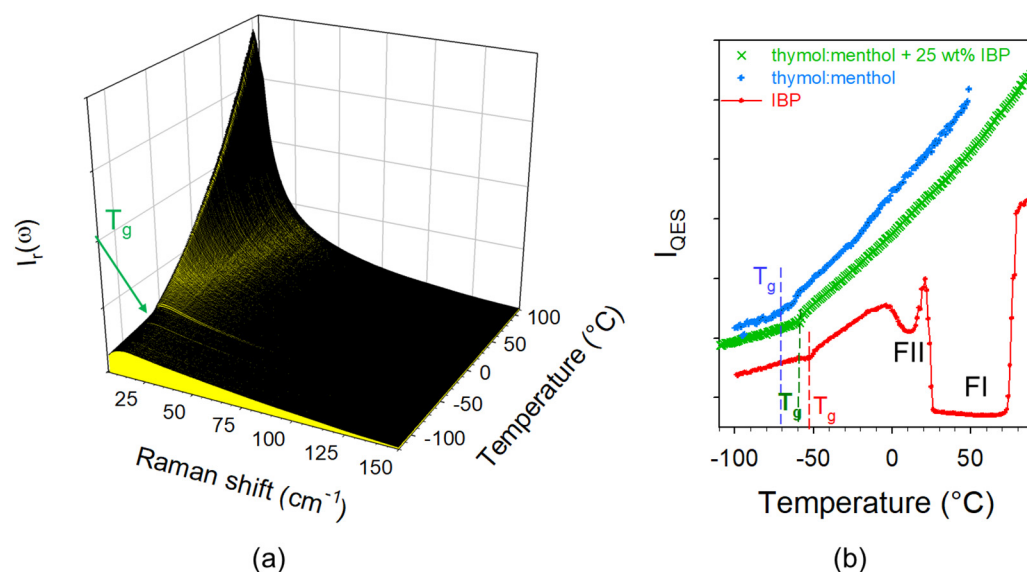 I_r(ω)
T_g
25
50
75
100
125
150
Raman shift (cm^-1)
-100
-50
0
50
100
Temperature (°C)
(a)
thymol:menthol + 25 wt% IBP
thymol:menthol
IBP
I_QES
T_g
T_g
T_g
FII
FI
-100
-50
0
50
Temperature (°C)
(b)